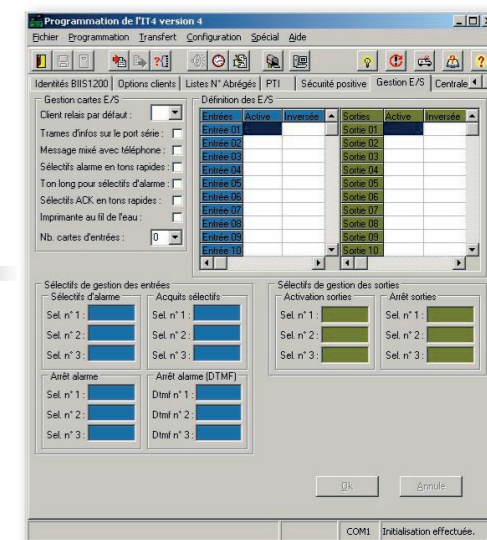 Programmation de l'IT4 version 4
Fichier Programmation Transfert Configuration Spécial Aide
Identités BIIS1200 Options clients Listes N° Abrégés PTI Sécurité positive Gestion E/S Centrale
Gestion cartes E/S
Client relais par défaut :
Trames d'infos sur le port série :
Message mixé avec téléphone :
Sélectifs alarme en tons rapides :
Ton long pour sélectifs d'alarme :
Sélectifs ACK en tons rapides :
Imprimante au fil de l'eau :
Nb. cartes d'entrées : 0
Définition des E/S
Entrées Active Inversée
Entrée 01
Entrée 02
Entrée 03
Entrée 04
Entrée 05
Entrée 06
Entrée 07
Entrée 08
Entrée 09
Entrée 10
Sorties Active Inversée
Sortie 01
Sortie 02
Sortie 03
Sortie 04
Sortie 05
Sortie 06
Sortie 07
Sortie 08
Sortie 09
Sortie 10
Sélectifs de gestion des entrées
Sélectifs d'alarme
Sel. n° 1 :
Sel. n° 2 :
Sel. n° 3 :
Acquits sélectifs
Sel. n° 1 :
Sel. n° 2 :
Sel. n° 3 :
Arrêt alarme
Sel. n° 1 :
Sel. n° 2 :
Sel. n° 3 :
Arrêt alarme (DTMF)
Dtmf n° 1 :
Dtmf n° 2 :
Dtmf n° 3 :
Sélectifs de gestion des sorties
Activation sorties
Sel. n° 1 :
Sel. n° 2 :
Sel. n° 3 :
Arrêt sorties
Sel. n° 1 :
Sel. n° 2 :
Sel. n° 3 :
Ok Annule
COM1 Initialisation effectuée.